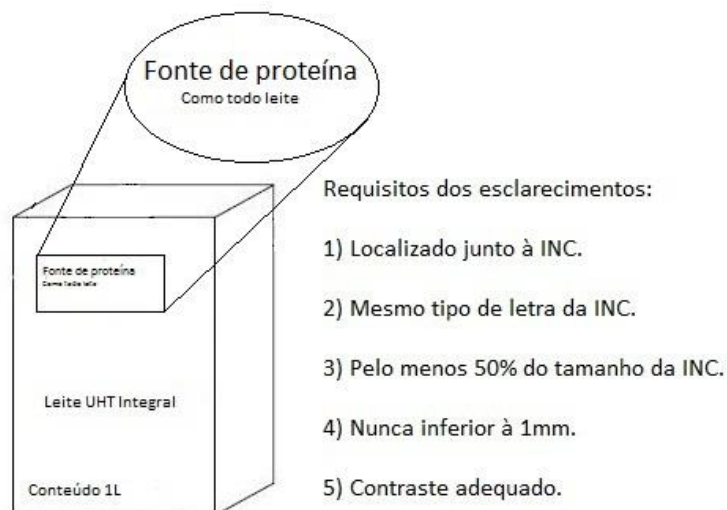 Fonte de proteína
Como todo leite
Requisitos dos esclarecimentos:
1) Localizado junto à INC.
Fonte de proteína
Como todo leite
2) Mesmo tipo de letra da INC.
3) Pelo menos 50% do tamanho da INC.
Leite UHT Integral
4) Nunca inferior à 1mm.
Conteúdo 1L
5) Contraste adequado.